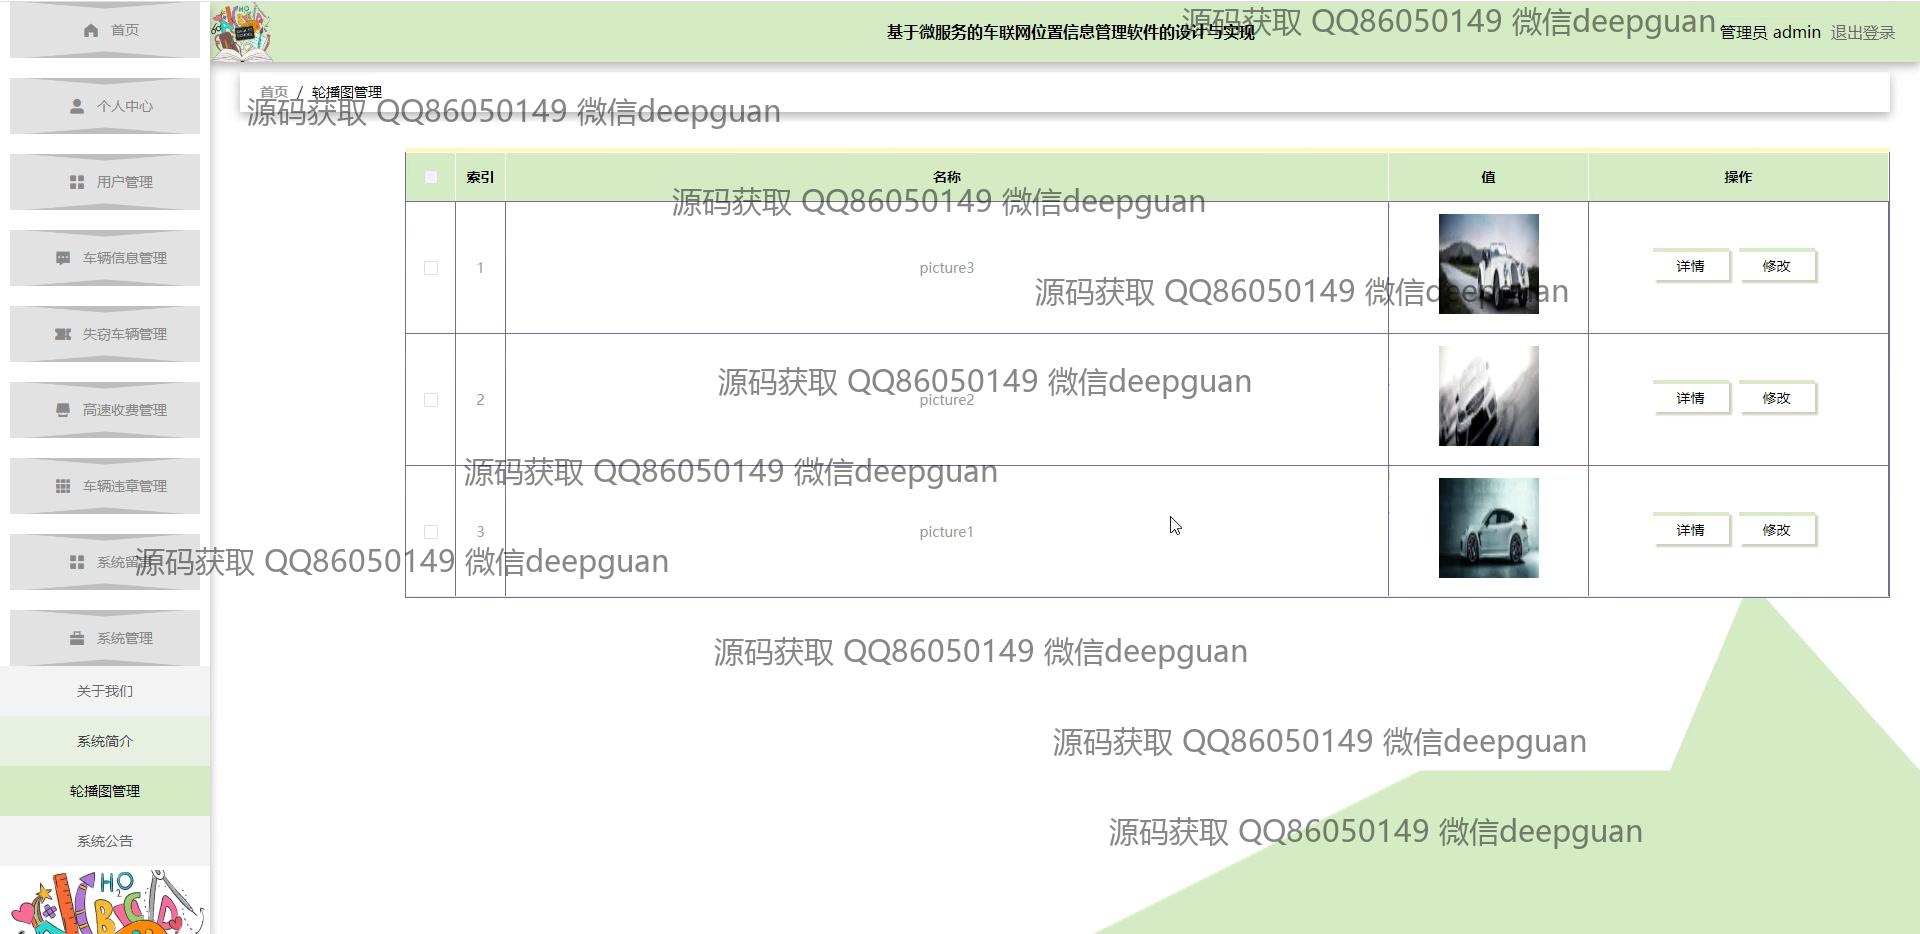 首页
个人中心
用户管理
车辆信息管理
失窃车辆管理
高速收费管理
车辆违章管理
系统留言
系统管理
关于我们
系统简介
轮播图管理
系统公告
基于微服务的车联网位置信息管理软件的设计与实现
管理员 admin 退出登录
源码获取 QQ86050149 微信deepguan
首页 / 轮播图管理
源码获取 QQ86050149 微信deepguan
索引 名称 值 操作
源码获取 QQ86050149 微信deepguan
1 picture3 详情 修改
源码获取 QQ86050149 微信deepguan
源码获取 QQ86050149 微信deepguan
2 picture2 详情 修改
源码获取 QQ86050149 微信deepguan
3 picture1 详情 修改
源码获取 QQ86050149 微信deepguan
源码获取 QQ86050149 微信deepguan
源码获取 QQ86050149 微信deepguan
源码获取 QQ86050149 微信deepguan
H2O
B
C
D